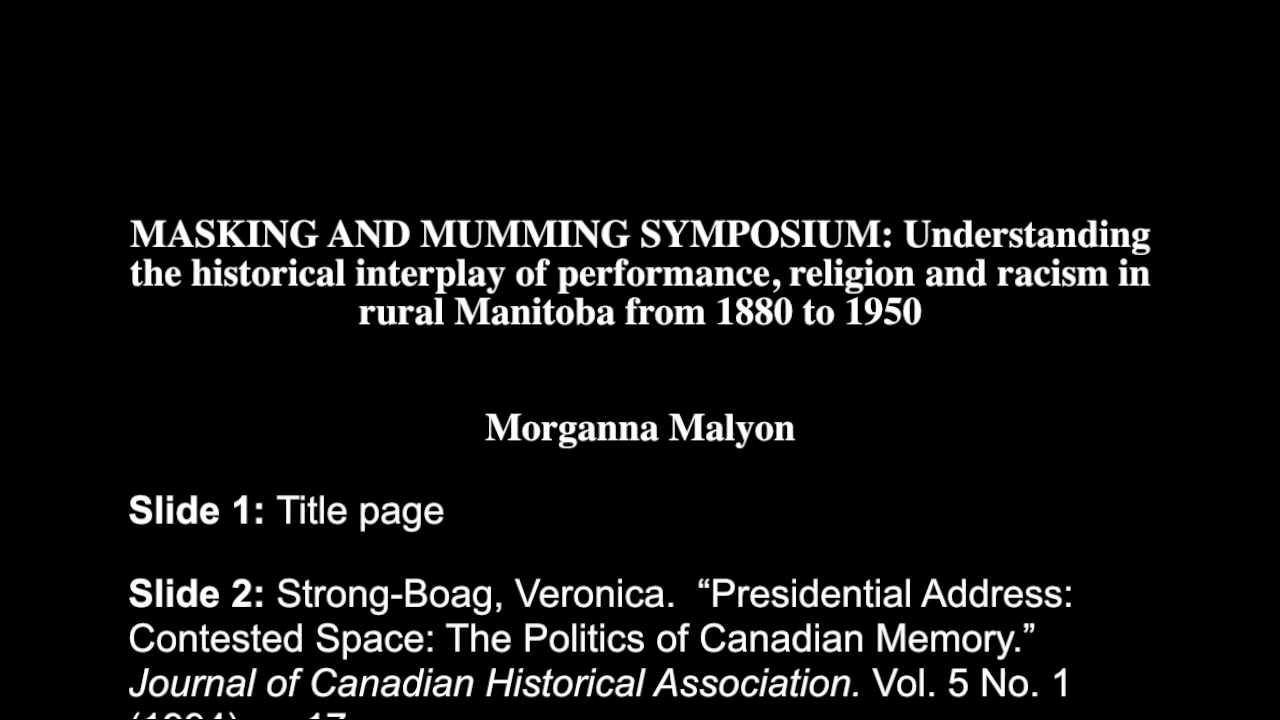 MASKING AND MUMMING SYMPOSIUM: Understanding
the historical interplay of performance, religion and racism in
rural Manitoba from 1880 to 1950
Morganna Malyon
Slide 1: Title page
Slide 2: Strong-Boag, Veronica.  “Presidential Address:
Contested Space: The Politics of Canadian Memory.”
Journal of Canadian Historical Association. Vol. 5 No. 1